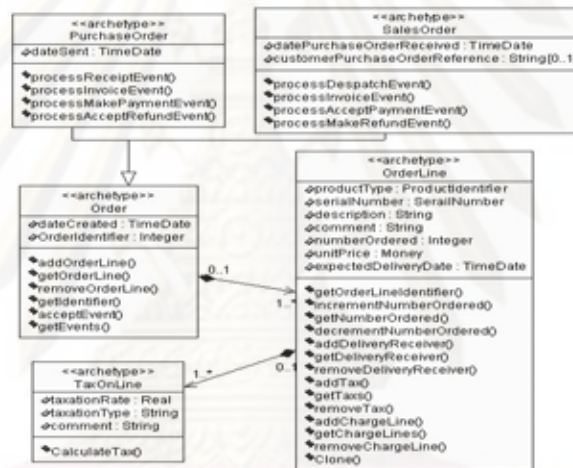 <<archetype>>
PurchaseOrder
dateSent : TimeDate
processReceiptEvent()
processInvoiceEvent()
processMakePaymentEvent()
processAcceptRefundEvent()
<<archetype>>
SalesOrder
datePurchaseOrderReceived : TimeDate
customerPurchaseOrderReference : String[0..1
processDespatchEvent()
processInvoiceEvent()
processAcceptPaymentEvent()
processMakeRefundEvent()
<<archetype>>
Order
dateCreated : TimeDate
OrderIdentifier : Integer
addOrderLine()
getOrderLine()
removeOrderLine()
getIdentifier()
acceptEvent()
getEvents()
0..1
1..*
<<archetype>>
OrderLine
productType : ProductIdentifier
serialNumber : SerailNumber
description : String
comment : String
numberOrdered : Integer
unitPrice : Money
expectedDeliveryDate : TimeDate
getOrderLineIdentifier()
incrementNumberOrdered()
getNumberOrdered()
decrementNumberOrdered()
addDeliveryReceiver()
getDeliveryReceiver()
removeDeliveryReceiver()
addTax()
getTaxs()
removeTax()
addChargeLine()
getChargeLines()
removeChargeLine()
Clone()
1..*
0..1
<<archetype>>
TaxOnLine
taxationRate : Real
taxationType : String
comment : String
CalculateTax()